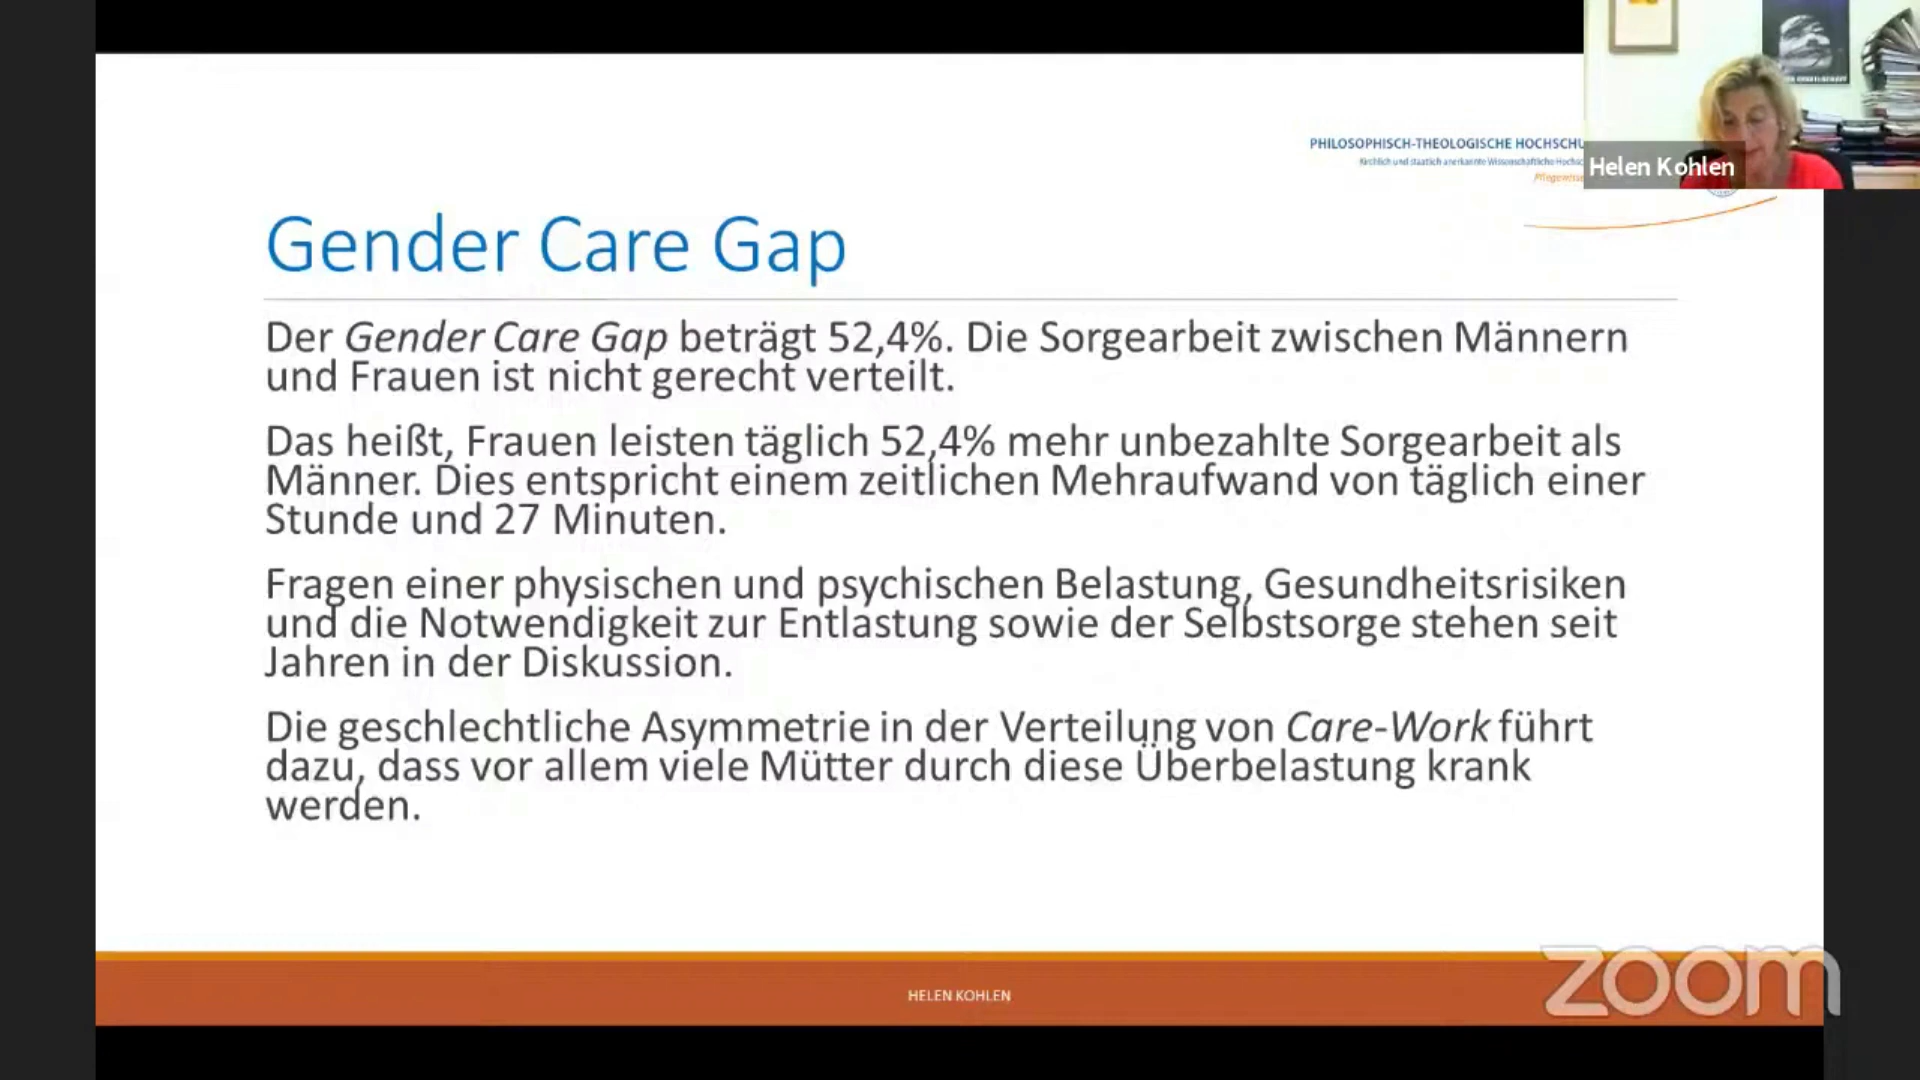 PHILOSOPHISCH-THEOLOGISCHE
Kirchlich und staatlich anerkannte Wissenschaftliche
Helen Kohlen
Gender Care Gap
Der Gender Care Gap beträgt 52,4%. Die Sorgearbeit zwischen Männern
und Frauen ist nicht gerecht verteilt.
Das heißt, Frauen leisten täglich 52,4% mehr unbezahlte Sorgearbeit als
Männer. Dies entspricht einem zeitlichen Mehraufwand von täglich einer
Stunde und 27 Minuten.
Fragen einer physischen und psychischen Belastung, Gesundheitsrisiken
und die Notwendigkeit zur Entlastung sowie der Selbstsorge stehen seit
Jahren in der Diskussion.
Die geschlechtliche Asymmetrie in der Verteilung von Care-Work führt
dazu, dass vor allem viele Mütter durch diese Überbelastung krank
werden.
HELEN KOHLEN
zoom